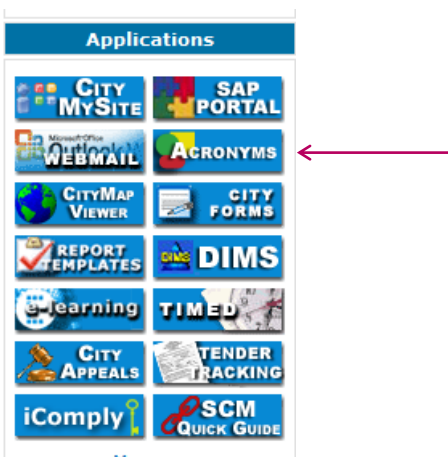 Applications
CITY
MYSITE
SAP
PORTAL
Microsoft Office
Outlook
WEBMAIL
ACRONYMS
CITYMAP
VIEWER
CITY
FORMS
REPORT
TEMPLATES
DIMS
DIMS
e-learning
TIMED
CITY
APPEALS
TENDER
TRACKING
iComply
SCM
QUICK GUIDE